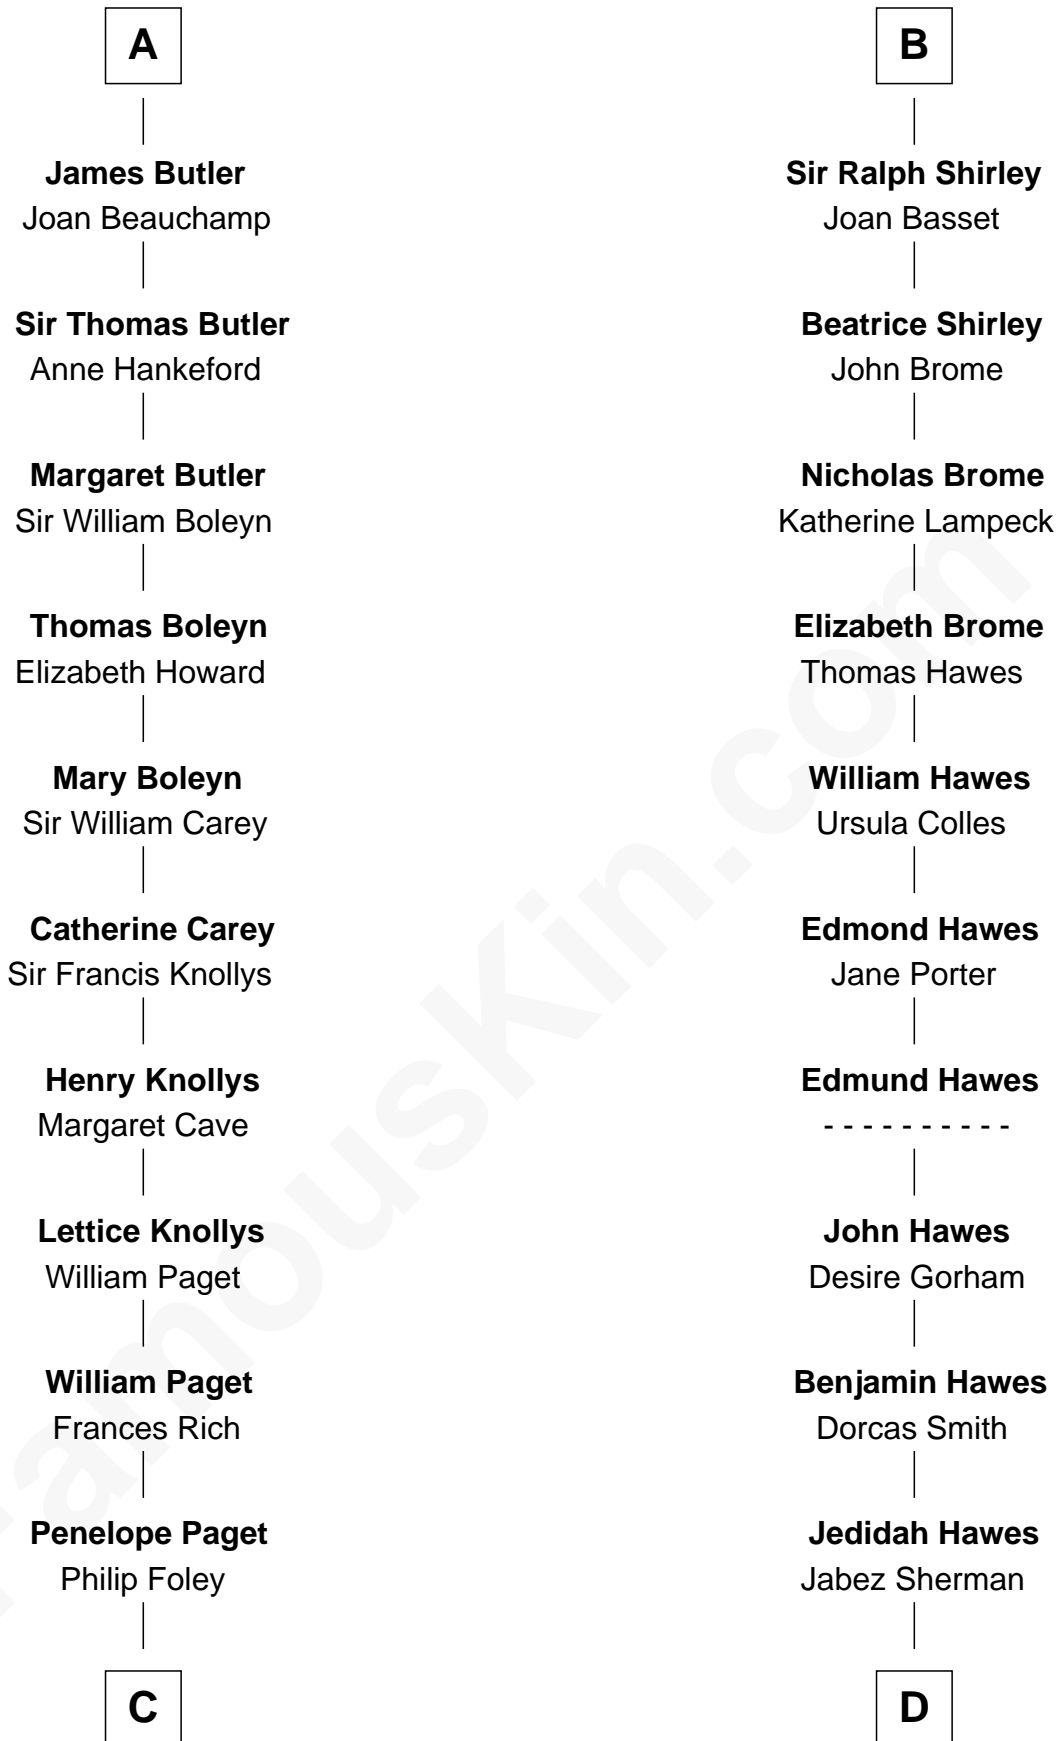 A
James Butler
Joan Beauchamp
Sir Thomas Butler
Anne Hankeford
Margaret Butler
Sir William Boleyn
Thomas Boleyn
Elizabeth Howard
Mary Boleyn
Sir William Carey
Catherine Carey
Sir Francis Knollys
Henry Knollys
Margaret Cave
Lettice Knollys
William Paget
William Paget
Frances Rich
Penelope Paget
Philip Foley
C
B
Sir Ralph Shirley
Joan Basset
Beatrice Shirley
John Brome
Nicholas Brome
Katherine Lampeck
Elizabeth Brome
Thomas Hawes
William Hawes
Ursula Colles
Edmond Hawes
Jane Porter
Edmund Hawes
- - - - - - - - - -
John Hawes
Desire Gorham
Benjamin Hawes
Dorcas Smith
Jedidah Hawes
Jabez Sherman
D
FamousKin.com